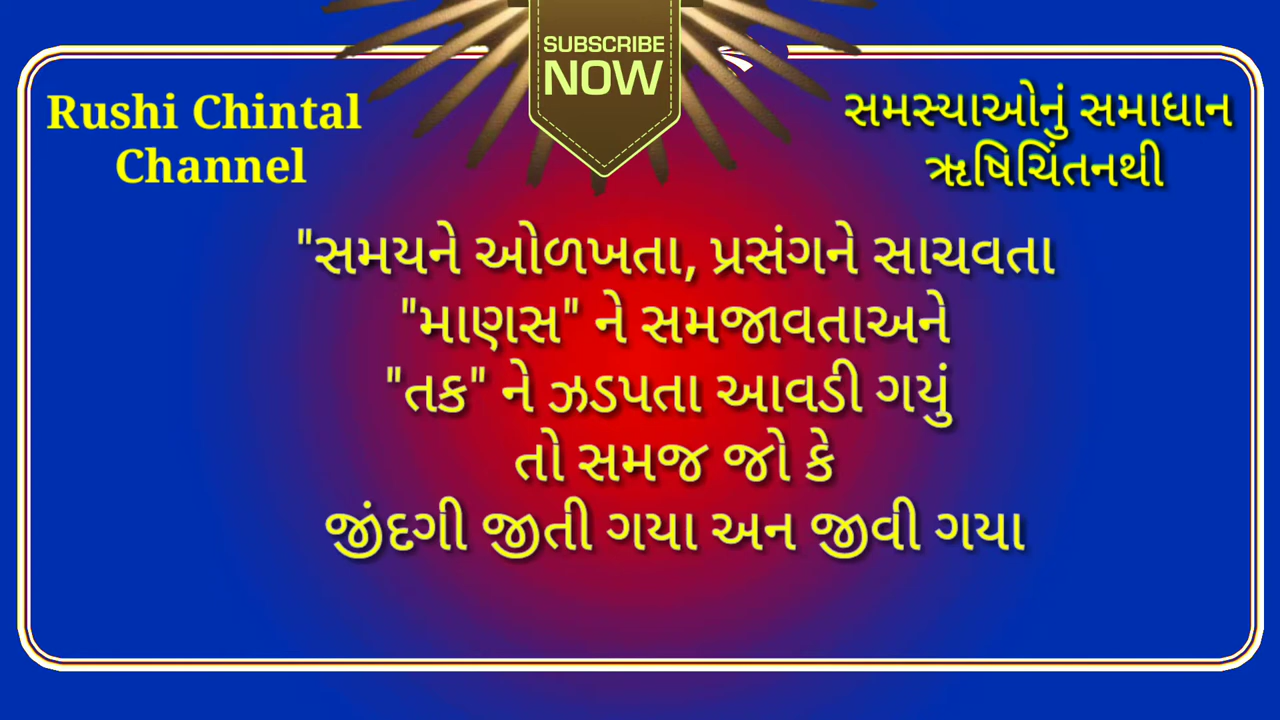 SUBSCRIBE
NOW
Rushi Chintal
Channel
સમસ્યાઓનું સમાધાન
ઋષિચિંતનથી
"સમયને ઓળખતા, પ્રસંગને સાચવતા
"માણસ" ને સમજાવતાઅને
"તક" ને ઝડપતા આવડી ગયું
તો સમજ જો કે
જીંદગી જીતી ગયા અન જીવી ગયા